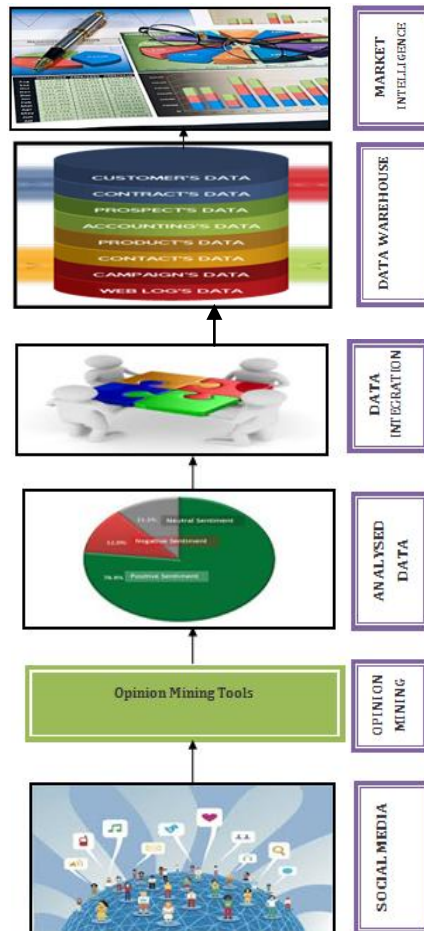 MARKET
INTELLIGENCE
CUSTOMER'S DATA
CONTRACT'S DATA
PROSPECT'S DATA
ACCOUNTING'S DATA
PRODUCT'S DATA
CONTACT'S DATA
CAMPAIGN'S DATA
WEB LOG'S DATA
DATA WAREHOUSE
DATA
INTEGRATION
Neutral Sentiment
Negative Sentiment
Positive Sentiment
ANALYSED
DATA
Opinion Mining Tools
OPINION
MINING
SOCIAL MEDIA